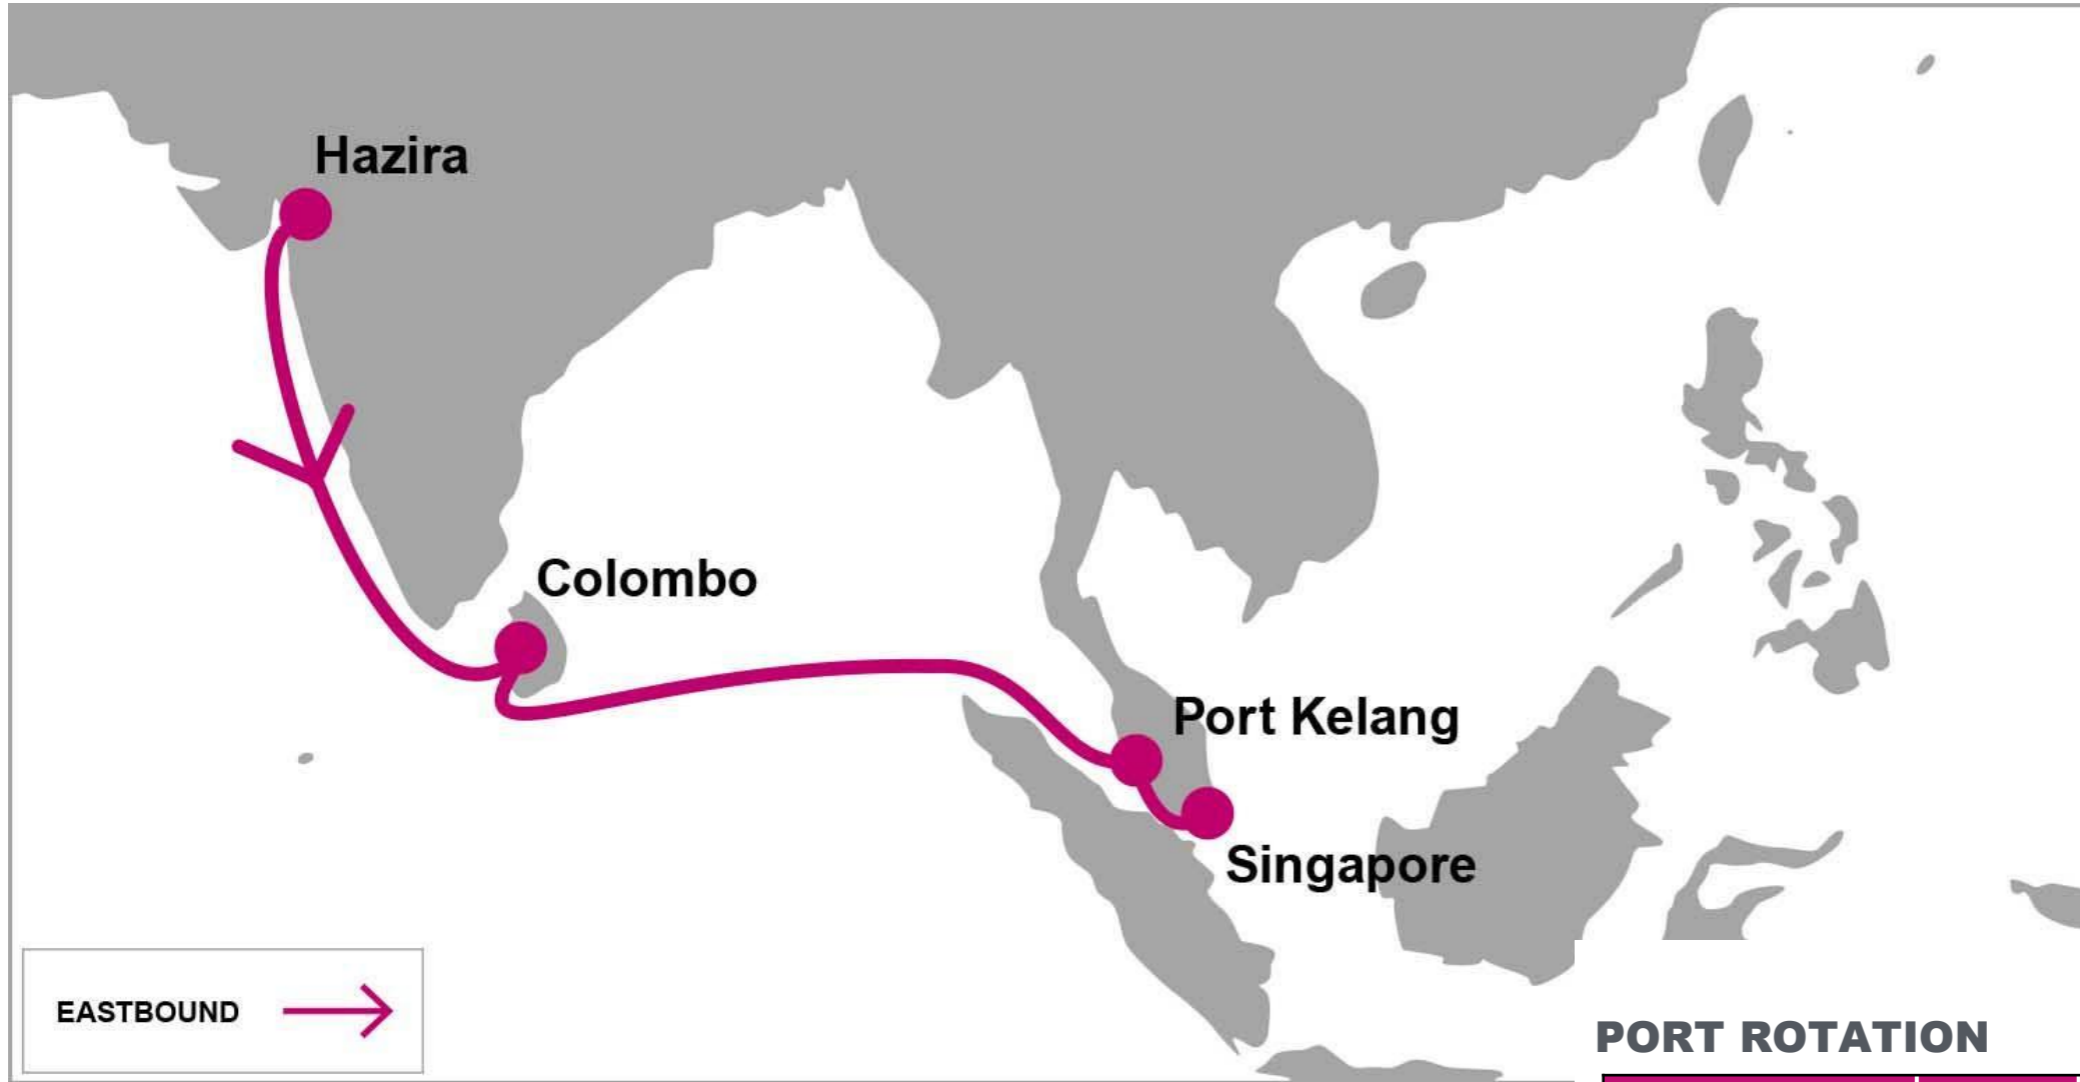 Hazira
Colombo
Port Kelang
Singapore
EASTBOUND
PORT ROTATION